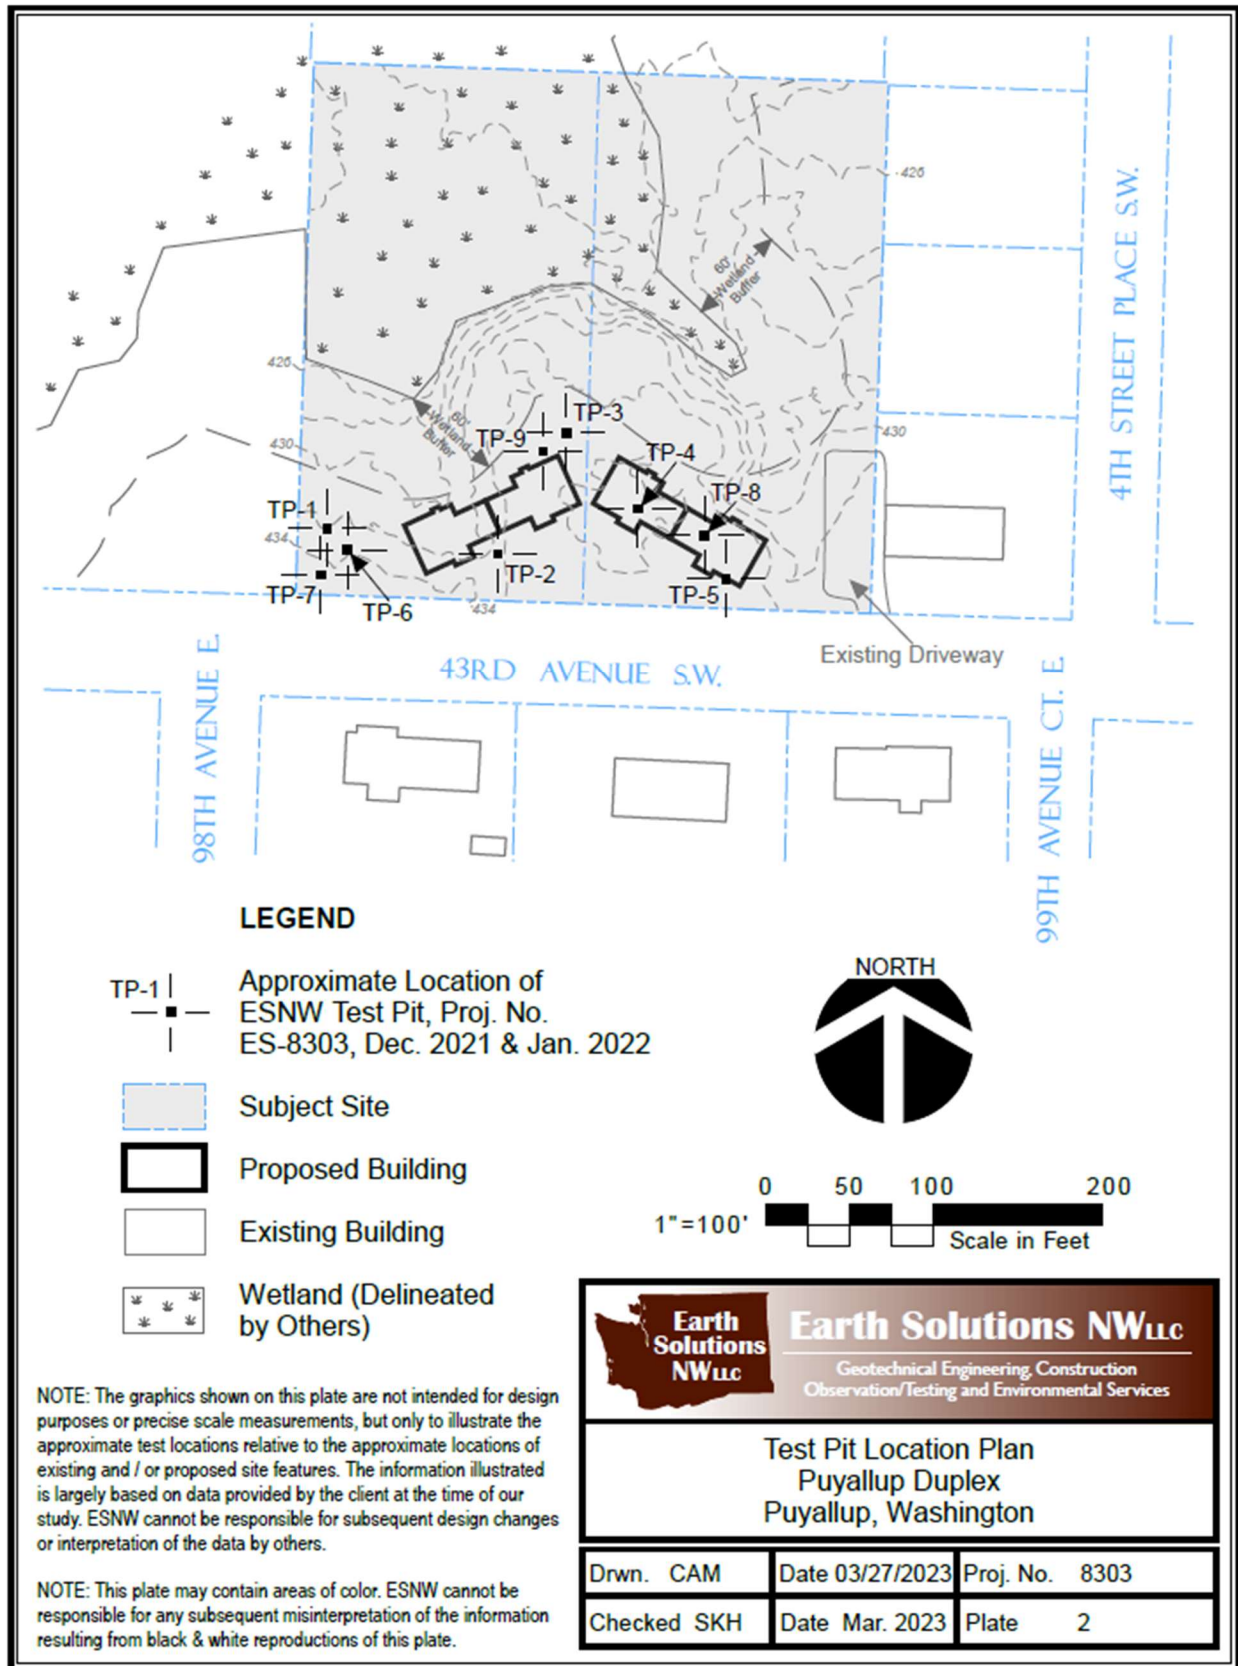 426
4TH STREET PLACE S.W.
60'
Wetland
Buffer
426
60'
Wetland
Buffer
TP-3
TP-9
430
430
TP-4
TP-8
TP-1
434
TP-2
TP-7
TP-6
TP-5
434
Existing Driveway
43RD AVENUE S.W.
98TH AVENUE E.
99TH AVENUE CT. E.
LEGEND
TP-1
Approximate Location of
ESNW Test Pit, Proj. No.
ES-8303, Dec. 2021 & Jan. 2022
Subject Site
Proposed Building
Existing Building
Wetland (Delineated
by Others)
NORTH
0 50 100 200
1"=100'
Scale in Feet
NOTE: The graphics shown on this plate are not intended for design
purposes or precise scale measurements, but only to illustrate the
approximate test locations relative to the approximate locations of
existing and / or proposed site features. The information illustrated
is largely based on data provided by the client at the time of our
study. ESNW cannot be responsible for subsequent design changes
or interpretation of the data by others.
NOTE: This plate may contain areas of color. ESNW cannot be
responsible for any subsequent misinterpretation of the information
resulting from black & white reproductions of this plate.
Earth
Solutions
NWLLC
Earth Solutions NWLLC
Geotechnical Engineering, Construction
Observation/Testing and Environmental Services
Test Pit Location Plan
Puyallup Duplex
Puyallup, Washington
Drwn. CAM Date 03/27/2023 Proj. No. 8303
Checked SKH Date Mar. 2023 Plate 2